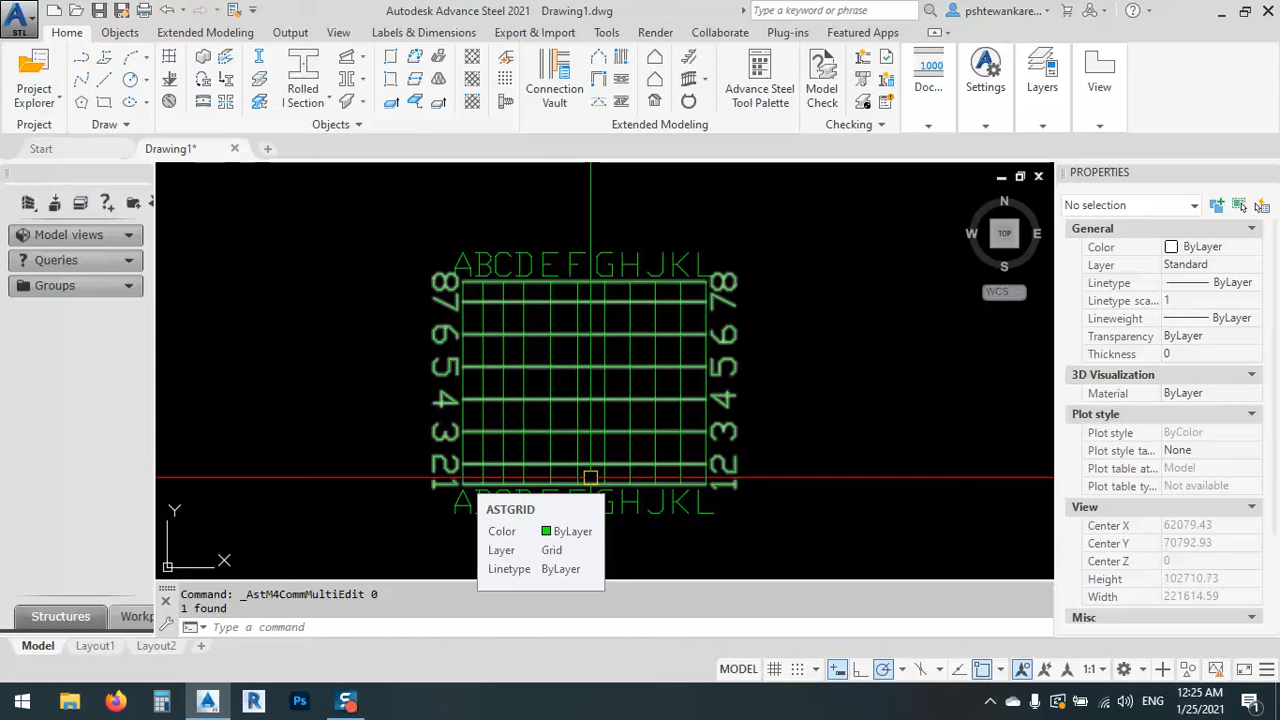 STL
Autodesk Advance Steel 2021 Drawing1.dwg
Type a keyword or phrase
pshtewankare...
Home Objects Extended Modeling Output View Labels & Dimensions Export & Import Tools Render Collaborate Plug-ins Featured Apps
Project Explorer
Rolled I Section
Connection Vault
Advance Steel Tool Palette
Model Check
1000
Doc...
Settings
Layers
View
Project Draw Objects Extended Modeling Checking
Start Drawing1*
Model views
Queries
Groups
Structures Workp
N
W TOP E
S
WCS
A B C D E F G H J K L
8 8
7 7
6 6
5 5
4 4
3 3
2 2
1 1
A G H J K L
ASTGRID
Color ByLayer
Layer Grid
Linetype ByLayer
Y
X
PROPERTIES
No selection
General
Color ByLayer
Layer Standard
Linetype ByLayer
Linetype sca... 1
Lineweight ByLayer
Transparency ByLayer
Thickness 0
3D Visualization
Material ByLayer
Plot style
Plot style ByColor
Plot style ta... None
Plot table at... Model
Plot table ty... Not available
View
Center X 62079.43
Center Y 70792.93
Center Z 0
Height 102710.73
Width 221614.59
Misc
Command: _AstM4CommMultiEdit 0
1 found
Type a command
Model Layout1 Layout2
MODEL 1:1
ENG 12:25 AM
1/25/2021
1